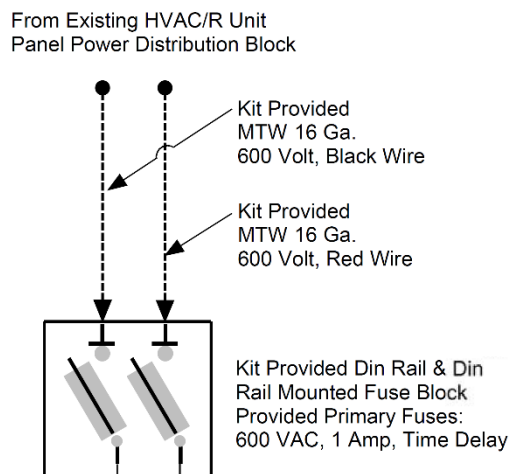 From Existing HVAC/R Unit
Panel Power Distribution Block
Kit Provided
MTW 16 Ga.
600 Volt, Black Wire
Kit Provided
MTW 16 Ga.
600 Volt, Red Wire
Kit Provided Din Rail & Din
Rail Mounted Fuse Block
Provided Primary Fuses:
600 VAC, 1 Amp, Time Delay